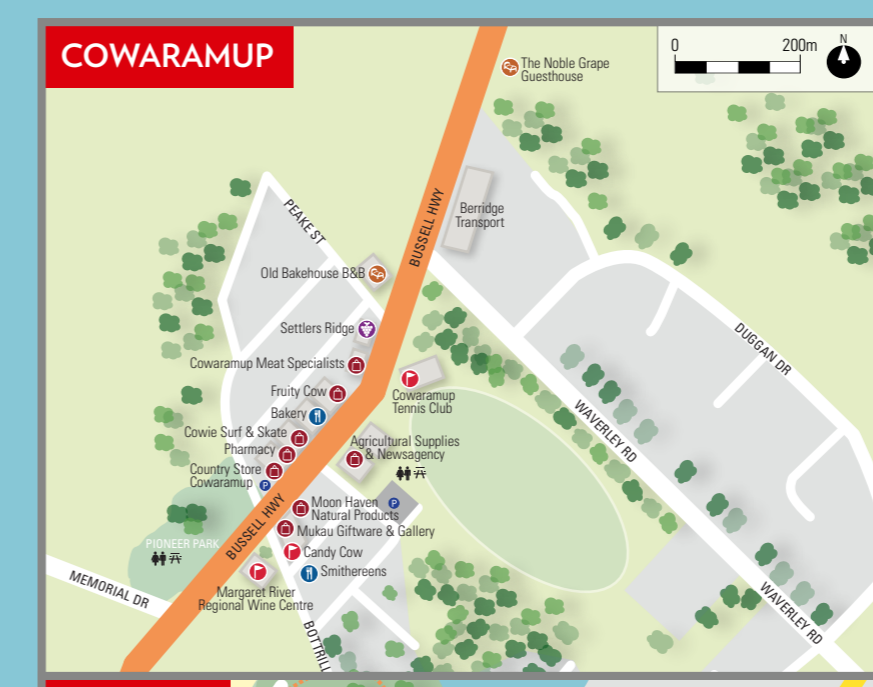 COWARAMUP
0 200m N
The Noble Grape
Guesthouse
PEAKE ST
BUSSELL HWY
Berridge
Transport
Old Bakehouse B&B
Settlers Ridge
Cowaramup Meat Specialists
Fruity Cow
Bakery
Cowie Surf & Skate
Pharmacy
Country Store
Cowaramup
P
Cowaramup
Tennis Club
Agricultural Supplies
& Newsagency
DUGGAN DR
WAVERLEY RD
Moon Haven
Natural Products
P
Mukau Giftware & Gallery
Candy Cow
Smithereens
BUSSELL HWY
PIONEER PARK
MEMORIAL DR
Margaret River
Regional Wine Centre
BOTTRILL
WAVERLEY RD